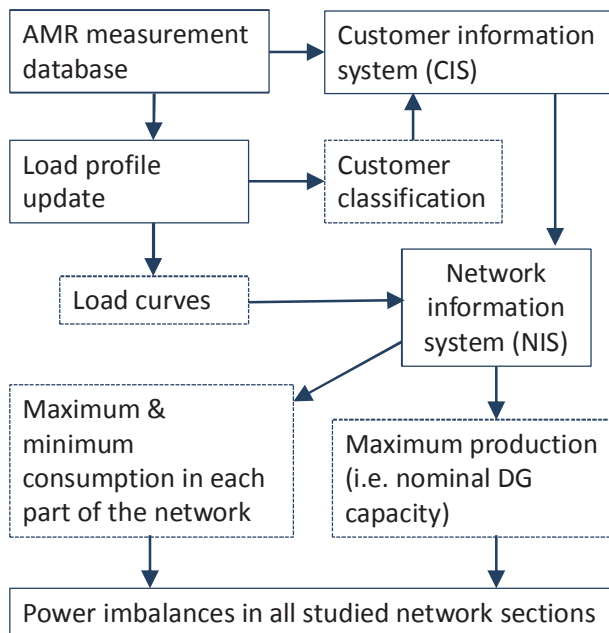 AMR measurement
database
Customer information
system (CIS)
Load profile
update
Customer
classification
Load curves
Network
information
system (NIS)
Maximum &
minimum
consumption in each
part of the network
Maximum production
(i.e. nominal DG
capacity)
Power imbalances in all studied network sections